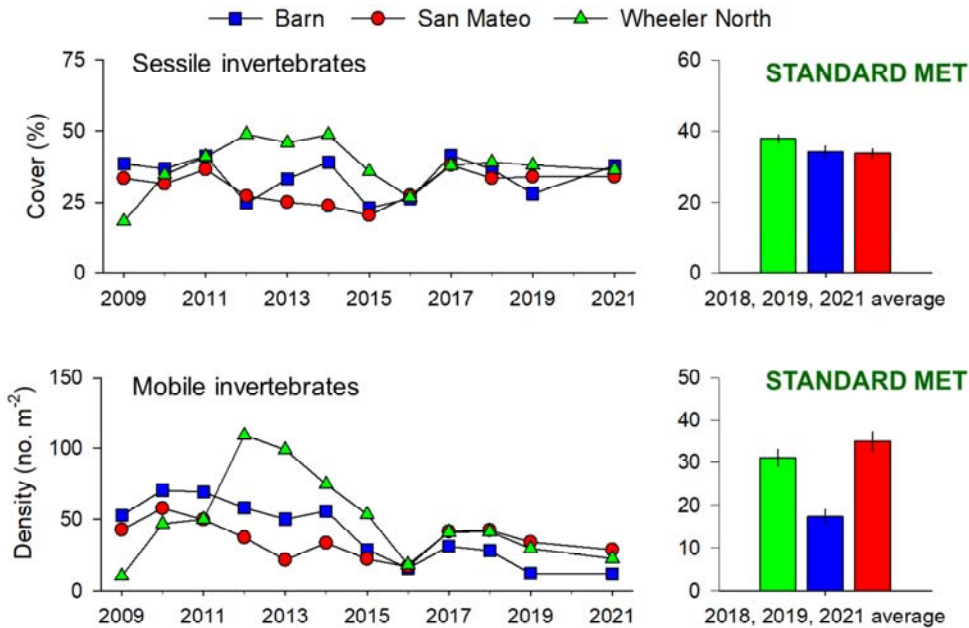 Barn San Mateo Wheeler North
Sessile invertebrates
STANDARD MET
Cover (%)
75
50
25
0
2009 2011 2013 2015 2017 2019 2021
60
40
20
0
2018, 2019, 2021 average
Mobile invertebrates
STANDARD MET
Density (no. m⁻²)
150
100
50
0
2009 2011 2013 2015 2017 2019 2021
50
40
30
20
10
0
2018, 2019, 2021 average